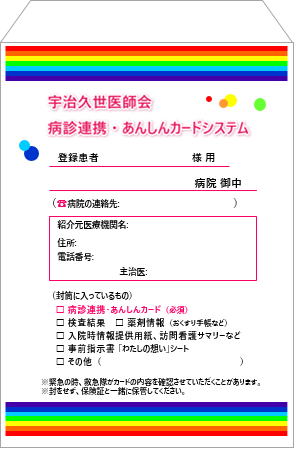 宇治久世医師会
病診連携・あんしんカードシステム
登録患者 様 用
病院 御中
(☎病院の連絡先: )
紹介元医療機関名:
住所:
電話番号:
主治医:
(封筒に入っているもの)
□ 病診連携・あんしんカード (必須)
□ 検査結果 □ 薬剤情報 (おくすり手帳など)
□ 入院時情報提供用紙、訪問看護サマリーなど
□ 事前指示書「わたしの想い」シート
□ その他 ( )
※緊急の時、救急隊がカードの内容を確認させていただくことがあります。
※封をせず、保険証と一緒に保管してください。